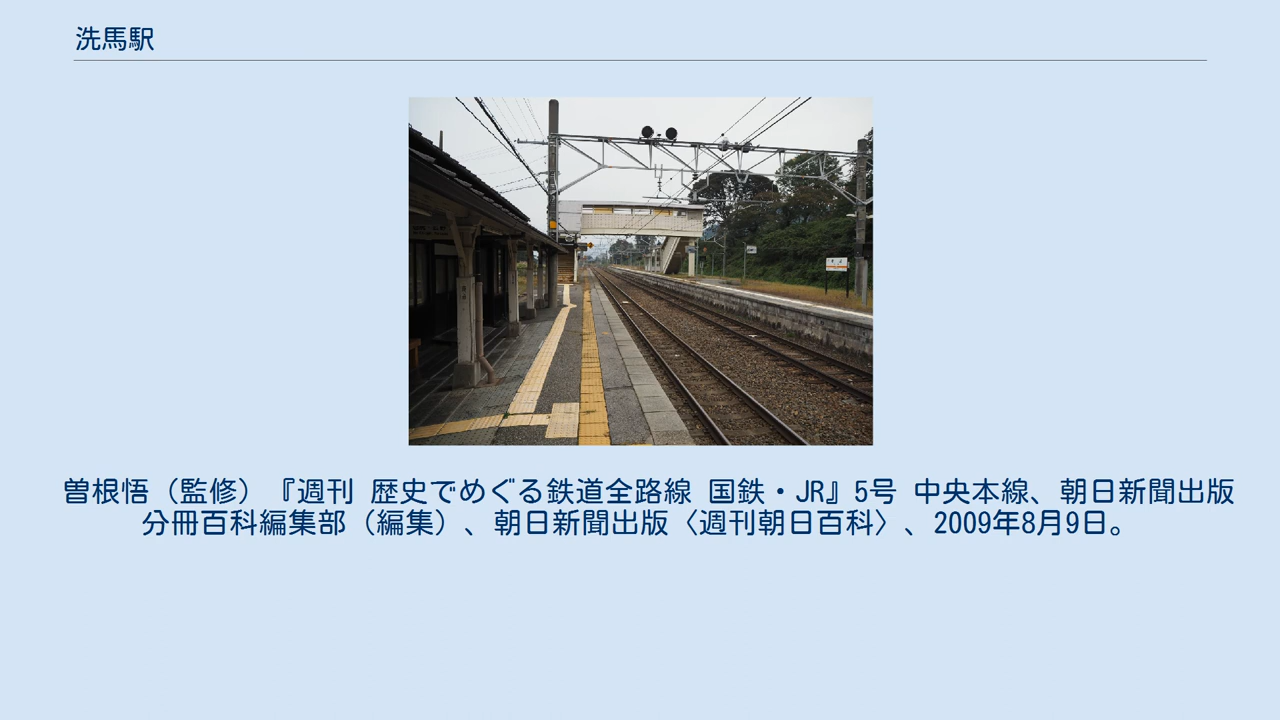 洗馬駅
曽根悟（監修）『週刊 歴史でめぐる鉄道全路線 国鉄・JR』5号 中央本線、朝日新聞出版
分冊百科編集部（編集）、朝日新聞出版〈週刊朝日百科〉、2009年8月9日。